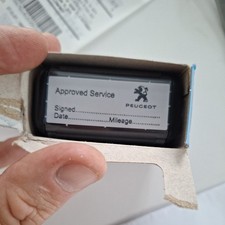 Approved Service
PEUGEOT
Signed..................................
Date..................Mileage..................